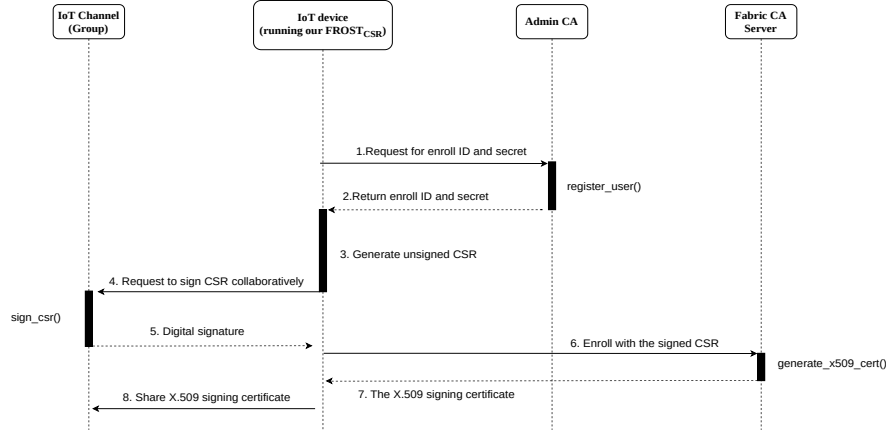 IoT Channel
(Group)
IoT device
(running our FROSTCSR)
Admin CA
Fabric CA
Server
1.Request for enroll ID and secret
register_user()
2.Return enroll ID and secret
3. Generate unsigned CSR
4. Request to sign CSR collaboratively
sign_csr()
5. Digital signature
6. Enroll with the signed CSR
generate_x509_cert()
7. The X.509 signing certificate
8. Share X.509 signing certificate